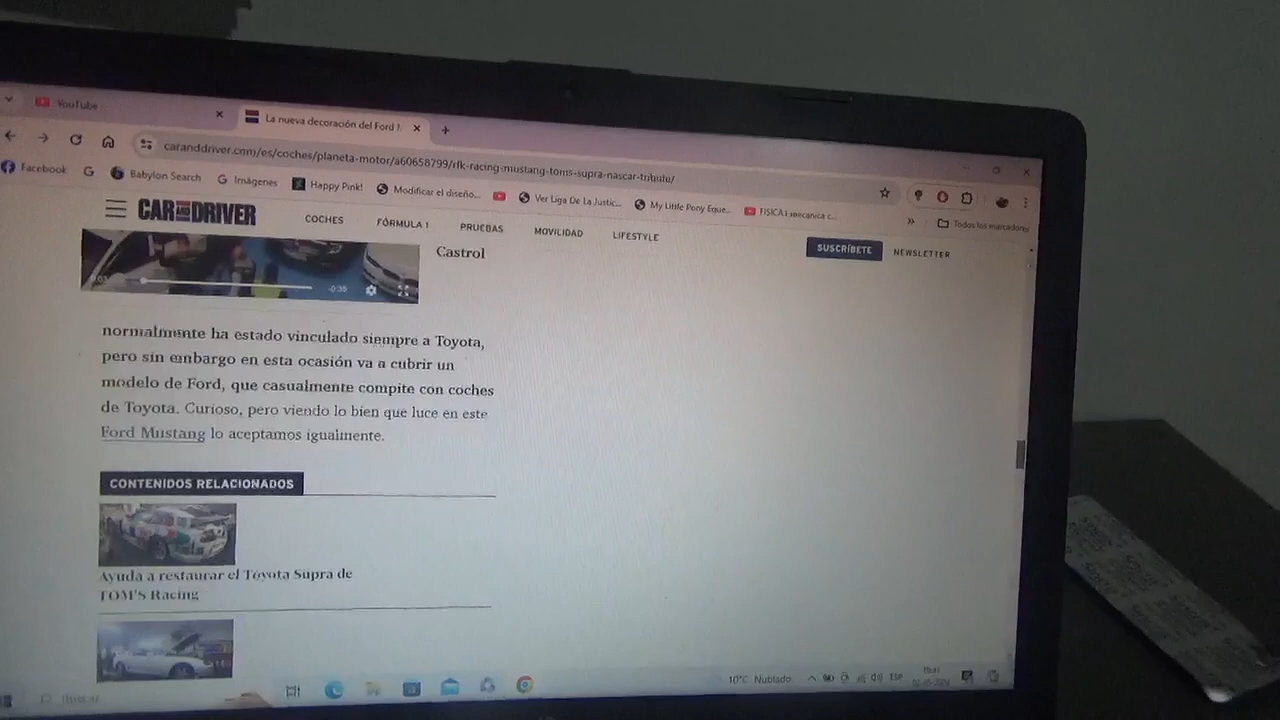 YouTube
La nueva decoración del Ford
caranddriver.com/es/coches/planeta-motor/a60658799/rfk-racing-mustang-toms-supra-nascar-tributo/
Facebook
Babylon Search
Imágenes
Happy Pink!
Modificar el diseño...
Ver Liga De La Justic...
My Little Pony Eque...
Todos los marcadores
CAR AND DRIVER
COCHES
FÓRMULA 1
PRUEBAS
MOVILIDAD
LIFESTYLE
SUSCRÍBETE
NEWSLETTER
Castrol
normalmente ha estado vinculado siempre a Toyota,
pero sin embargo en esta ocasión va a cubrir un
modelo de Ford, que casualmente compite con coches
de Toyota. Curioso, pero viendo lo bien que luce en este
Ford Mustang lo aceptamos igualmente.
CONTENIDOS RELACIONADOS
Ayuda a restaurar el Toyota Supra de
TOM'S Racing
Buscar
10°C Nublado
ESP